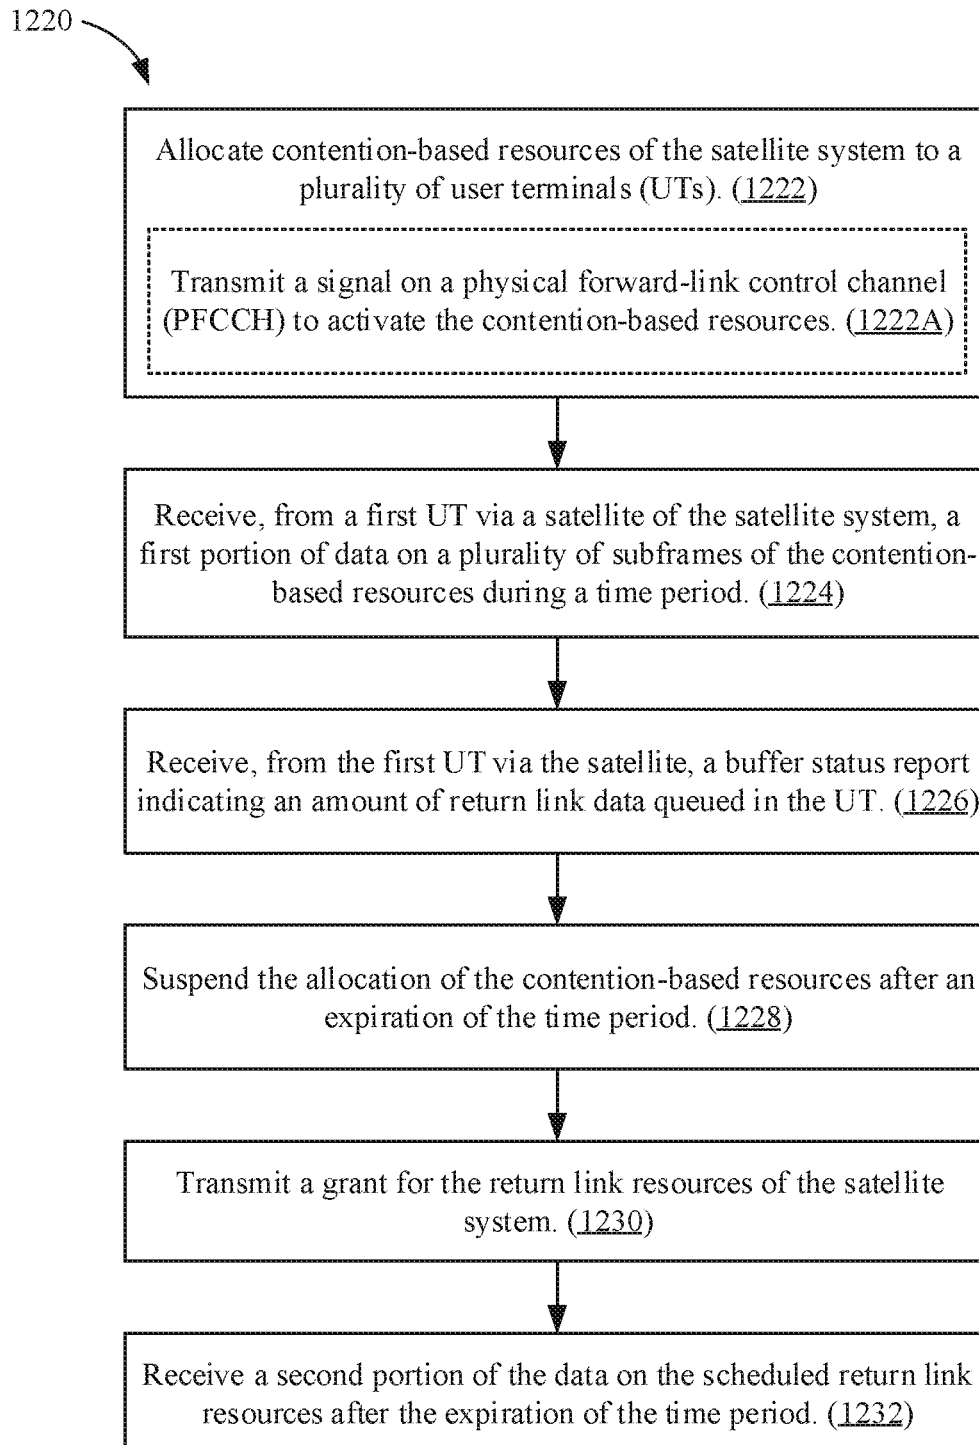 1220
Allocate contention-based resources of the satellite system to a
plurality of user terminals (UTs). (1222)
Transmit a signal on a physical forward-link control channel
(PFCCH) to activate the contention-based resources. (1222A)
Receive, from a first UT via a satellite of the satellite system, a
first portion of data on a plurality of subframes of the contention-
based resources during a time period. (1224)
Receive, from the first UT via the satellite, a buffer status report
indicating an amount of return link data queued in the UT. (1226)
Suspend the allocation of the contention-based resources after an
expiration of the time period. (1228)
Transmit a grant for the return link resources of the satellite
system. (1230)
Receive a second portion of the data on the scheduled return link
resources after the expiration of the time period. (1232)